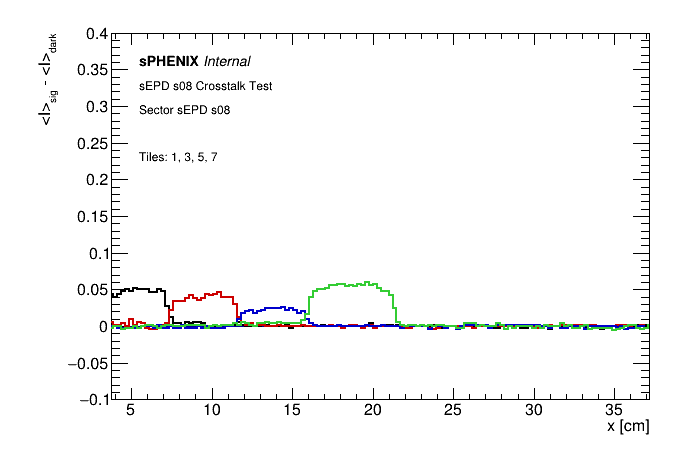 <I>sig - <I>dark
0.4
0.35
0.3
0.25
0.2
0.15
0.1
0.05
0
−0.05
−0.1
sPHENIX Internal
sEPD s08 Crosstalk Test
Sector sEPD s08
Tiles: 1, 3, 5, 7
5 10 15 20 25 30 35
x [cm]